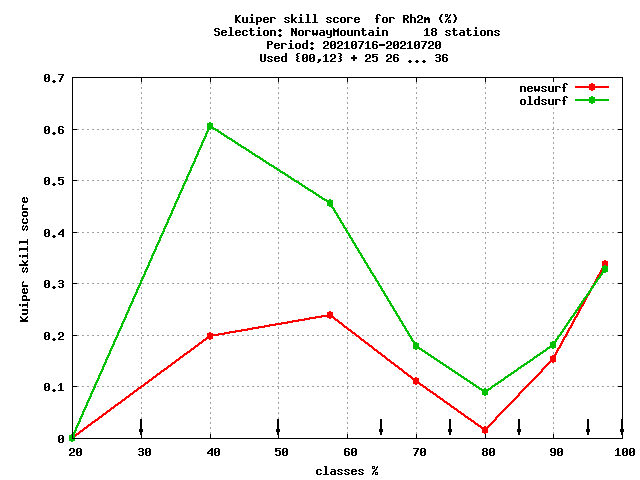 Kuiper skill score  for Rh2m (%)
Selection: NorwayMountain     18 stations
Period: 20210716-20210720
Used {00,12} + 25 26 ... 36
newsurf
oldsurf
0.7
0.6
0.5
0.4
0.3
0.2
0.1
0
Kuiper skill score
20 30 40 50 60 70 80 90 100
classes %